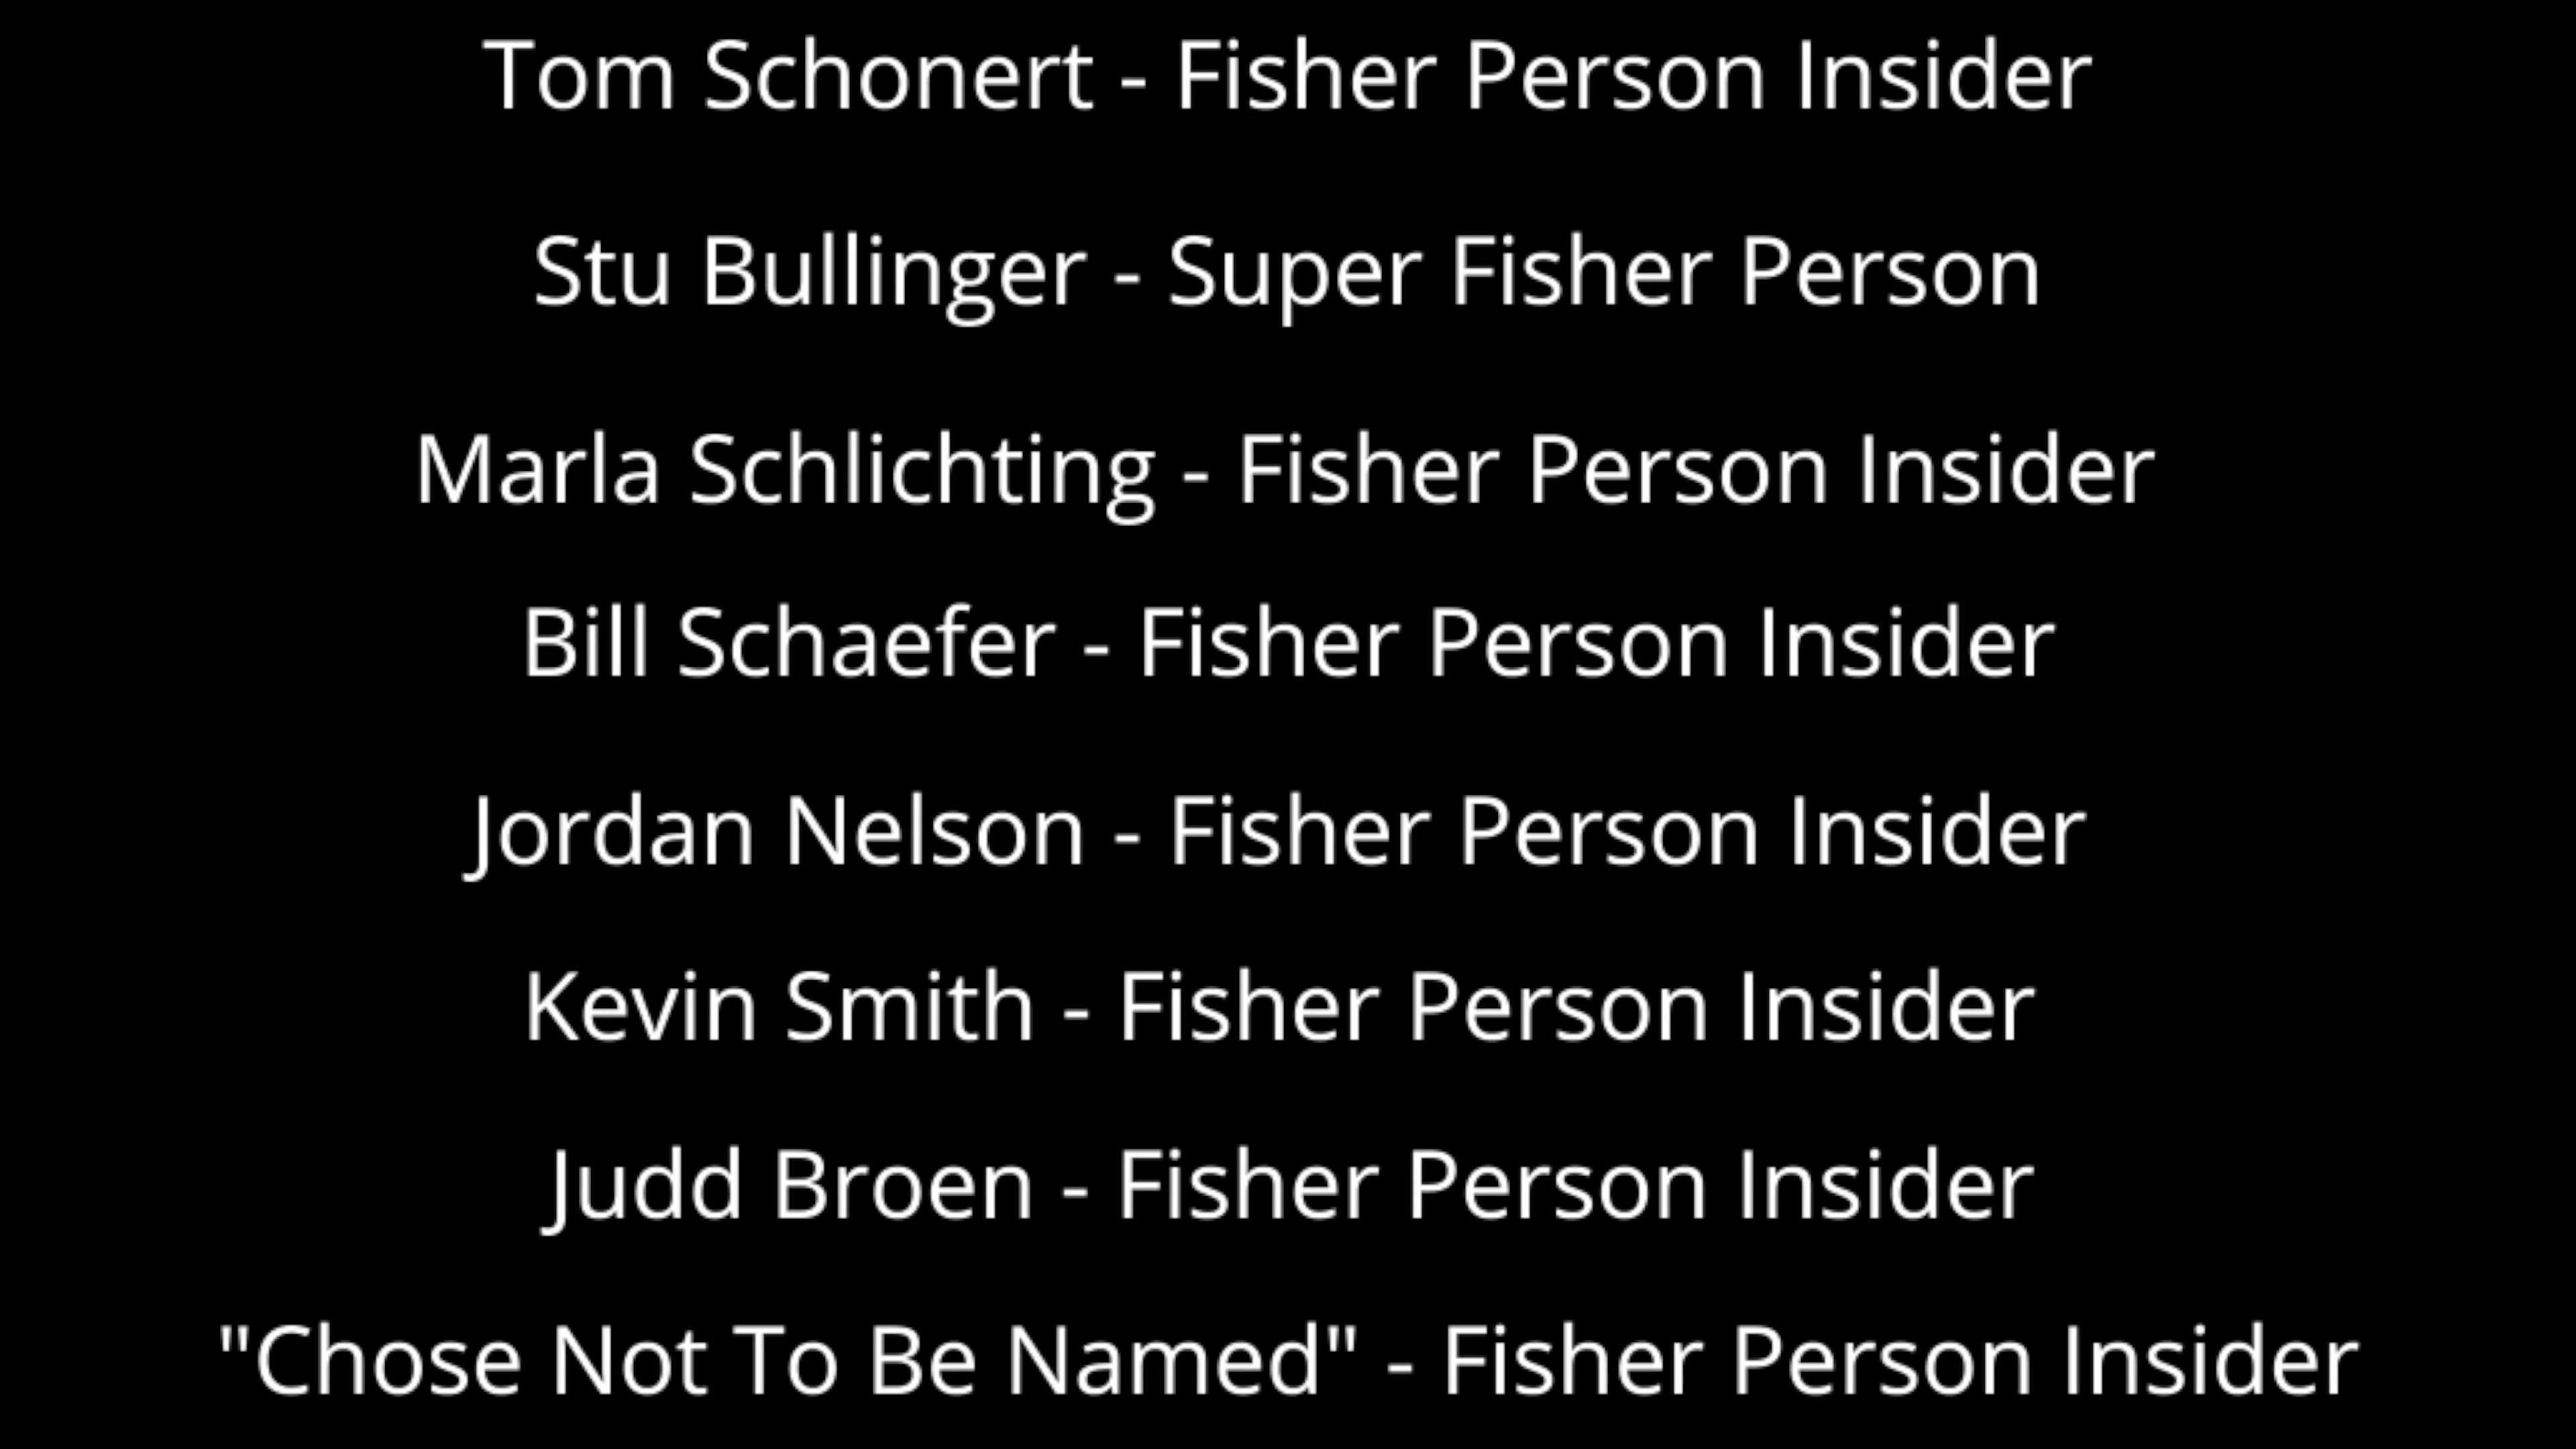 Tom Schonert - Fisher Person Insider
Stu Bullinger - Super Fisher Person
Marla Schlichting - Fisher Person Insider
Bill Schaefer - Fisher Person Insider
Jordan Nelson - Fisher Person Insider
Kevin Smith - Fisher Person Insider
Judd Broen - Fisher Person Insider
"Chose Not To Be Named" - Fisher Person Insider